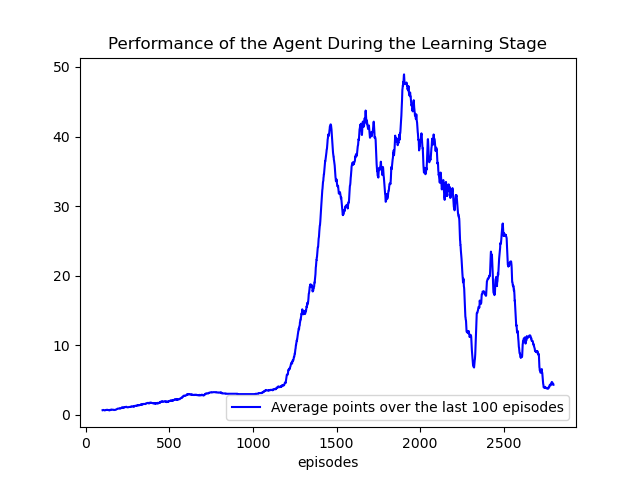 Performance of the Agent During the Learning Stage
50
40
30
20
10
0
Average points over the last 100 episodes
0 500 1000 1500 2000 2500
episodes